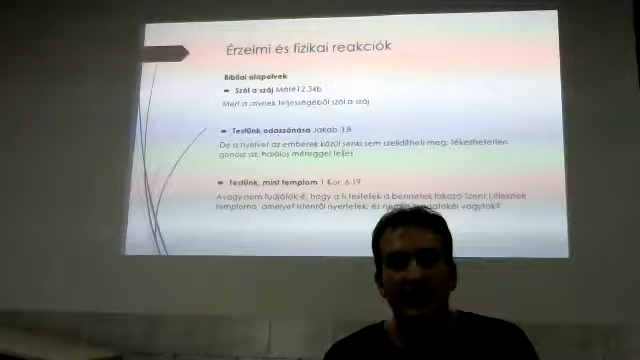 Érzelmi és fizikai reakciók
Bibliai alapelvek
Szól a száj Máté12.34b
Mert a szívnek teljességéből szól a száj
Testünk odaszánása Jakab 3,8
De a nyelvet az emberek közül senki sem szelidítheti meg; fékezhetetlen
gonosz az, halálos méreggel teljes
Testünk, mint templom 1 Kor. 6:19
Avagy nem tudjátok-é, hogy a ti testetek a bennetek lakozó Szent Léleknek
temploma, amelyet Istentől nyertetek; és nem a magatokéi vagytok?